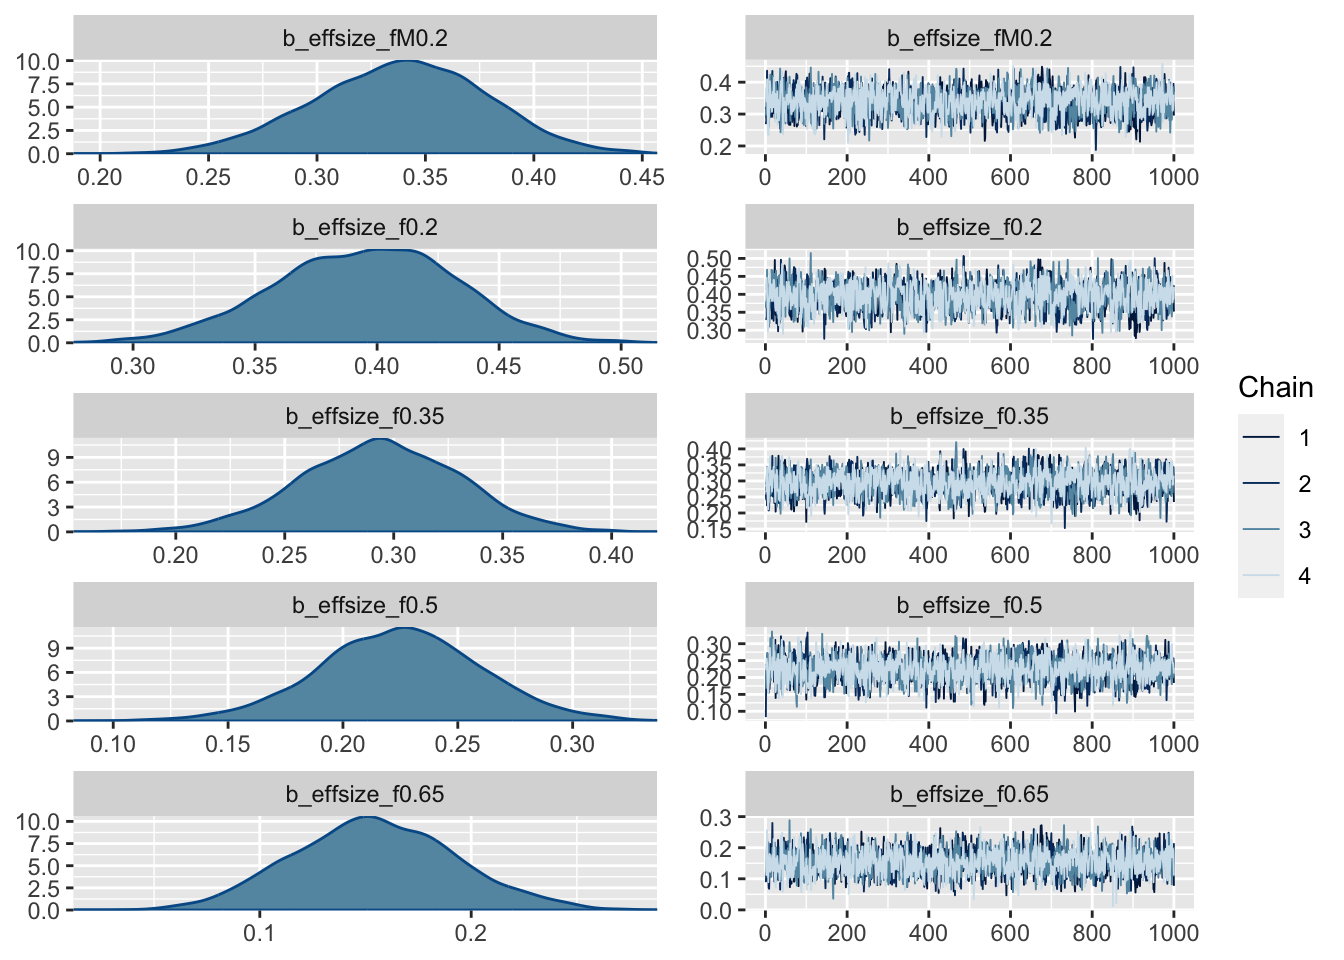 b_effsize_fM0.2
10.0
7.5
5.0
2.5
0.0
0.20 0.25 0.30 0.35 0.40 0.45
b_effsize_fM0.2
0.4
0.3
0.2
0 200 400 600 800 1000
b_effsize_f0.2
10.0
7.5
5.0
2.5
0.0
0.30 0.35 0.40 0.45 0.50
b_effsize_f0.2
0.50
0.45
0.40
0.35
0.30
0 200 400 600 800 1000
b_effsize_f0.35
9
6
3
0
0.20 0.25 0.30 0.35 0.40
b_effsize_f0.35
0.40
0.35
0.30
0.25
0.20
0.15
0 200 400 600 800 1000
b_effsize_f0.5
9
6
3
0
0.10 0.15 0.20 0.25 0.30
b_effsize_f0.5
0.30
0.25
0.20
0.15
0.10
0 200 400 600 800 1000
b_effsize_f0.65
10.0
7.5
5.0
2.5
0.0
0.1 0.2
b_effsize_f0.65
0.3
0.2
0.1
0.0
0 200 400 600 800 1000
Chain
1
2
3
4